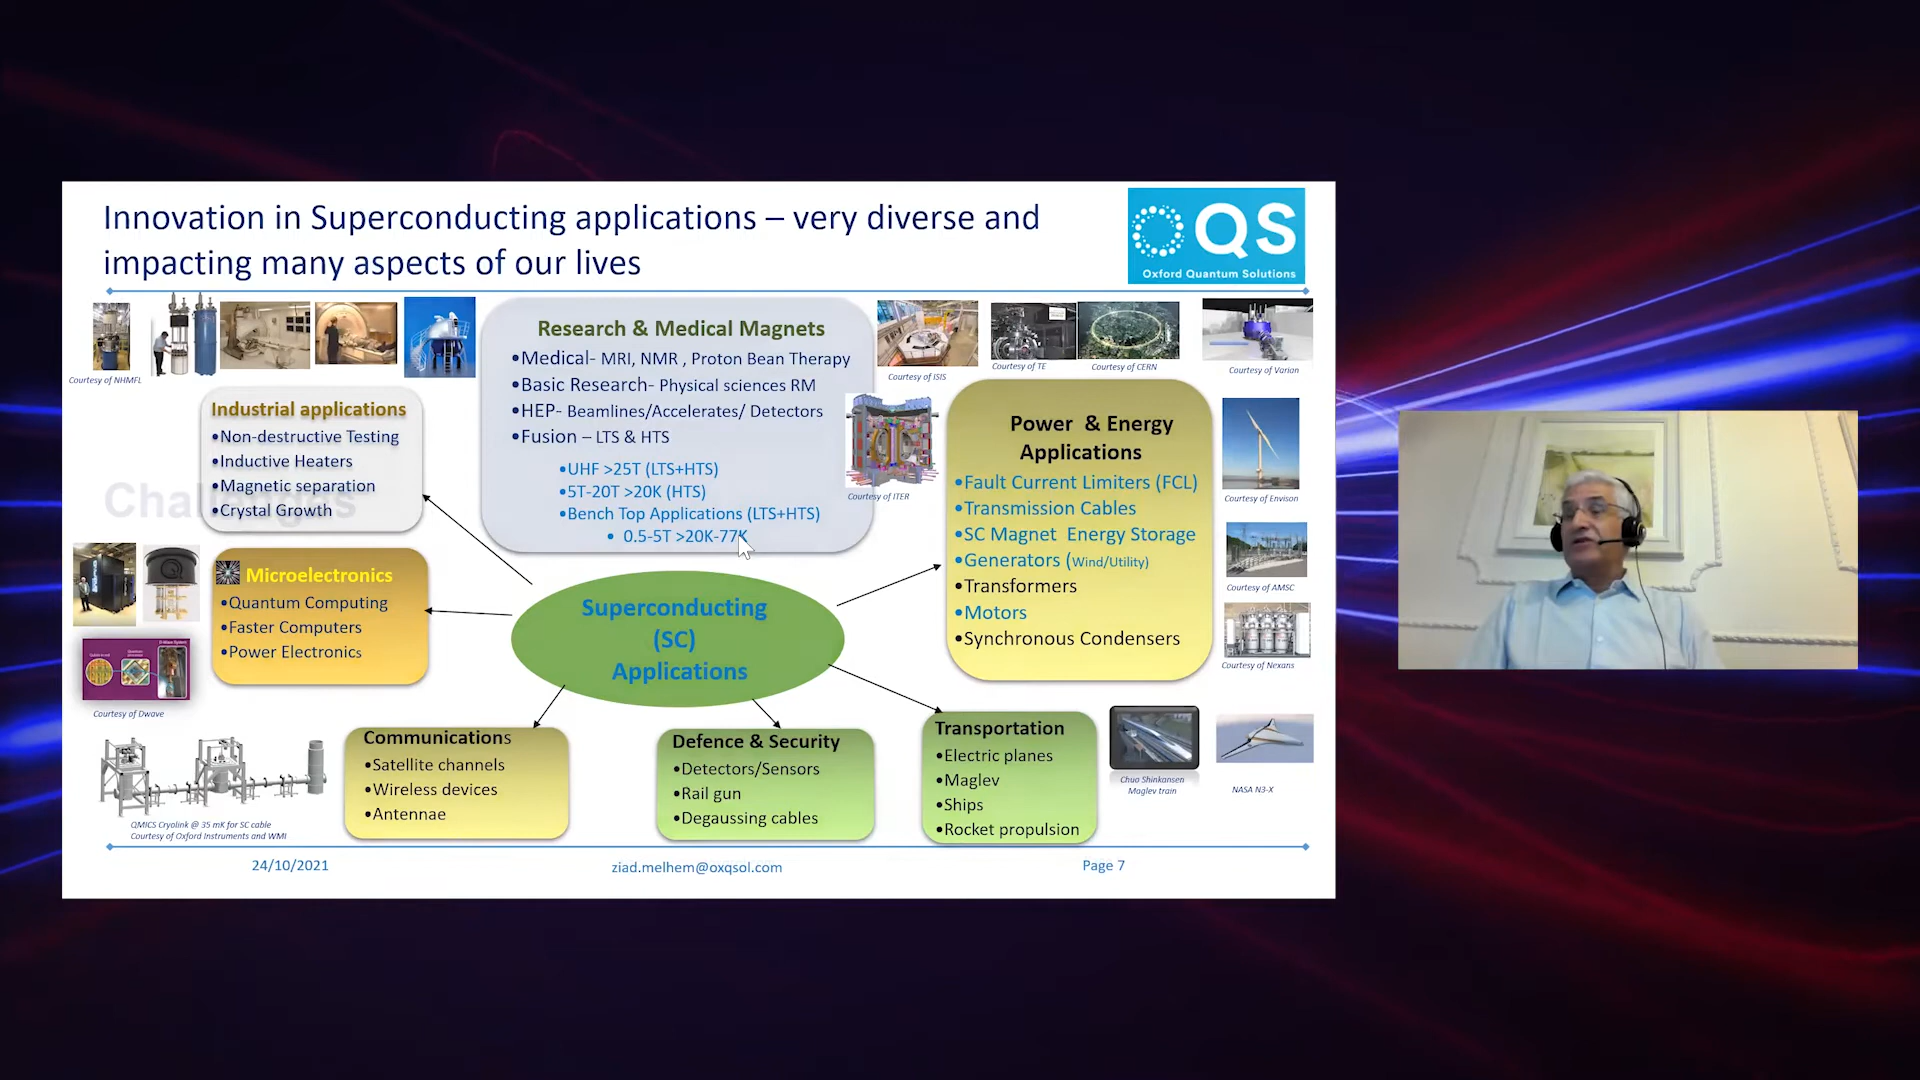 Innovation in Superconducting applications – very diverse and
impacting many aspects of our lives
QS
Oxford Quantum Solutions
Courtesy of NHMFL
Research & Medical Magnets
•Medical- MRI, NMR , Proton Bean Therapy
•Basic Research- Physical sciences RM
•HEP- Beamlines/Accelerates/ Detectors
•Fusion – LTS & HTS
•UHF >25T (LTS+HTS)
•5T-20T >20K (HTS)
•Bench Top Applications (LTS+HTS)
• 0.5-5T >20K-77K
Courtesy of ISIS
Courtesy of TE
Courtesy of CERN
Courtesy of Varian
Courtesy of ITER
Industrial applications
•Non-destructive Testing
•Inductive Heaters
•Magnetic separation
•Crystal Growth
Challenges
Power & Energy
Applications
•Fault Current Limiters (FCL)
•Transmission Cables
•SC Magnet Energy Storage
•Generators (Wind/Utility)
•Transformers
•Motors
•Synchronous Condensers
Courtesy of Envison
Courtesy of AMSC
Courtesy of Nexans
Microelectronics
•Quantum Computing
•Faster Computers
•Power Electronics
Courtesy of Dwave
Superconducting
(SC)
Applications
Communications
•Satellite channels
•Wireless devices
•Antennae
Defence & Security
•Detectors/Sensors
•Rail gun
•Degaussing cables
Transportation
•Electric planes
•Maglev
•Ships
•Rocket propulsion
Chuo Shinkansen
Maglev train
NASA N3-X
QMICS Cryolink @ 35 mK for SC cable
Courtesy of Oxford Instruments and WMI
24/10/2021
ziad.melhem@oxqsol.com
Page 7